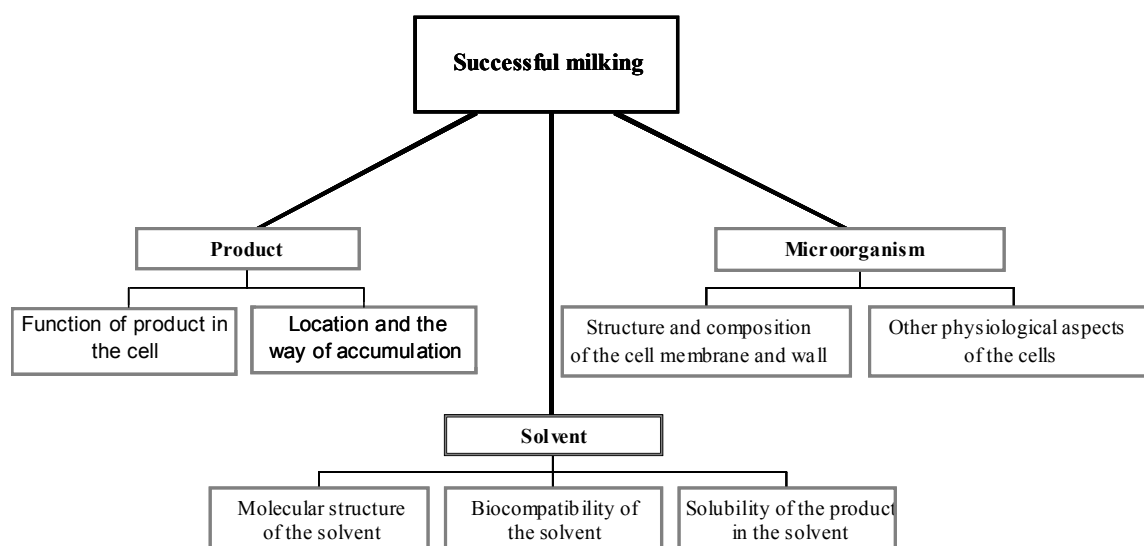 Successful milking
Product
Microorganism
Function of product in
the cell
Location and the
way of accumulation
Structure and composition
of the cell membrane and wall
Other physiological aspects
of the cells
Solvent
Molecular structure
of the solvent
Biocompatibility of
the solvent
Solubility of the product
in the solvent